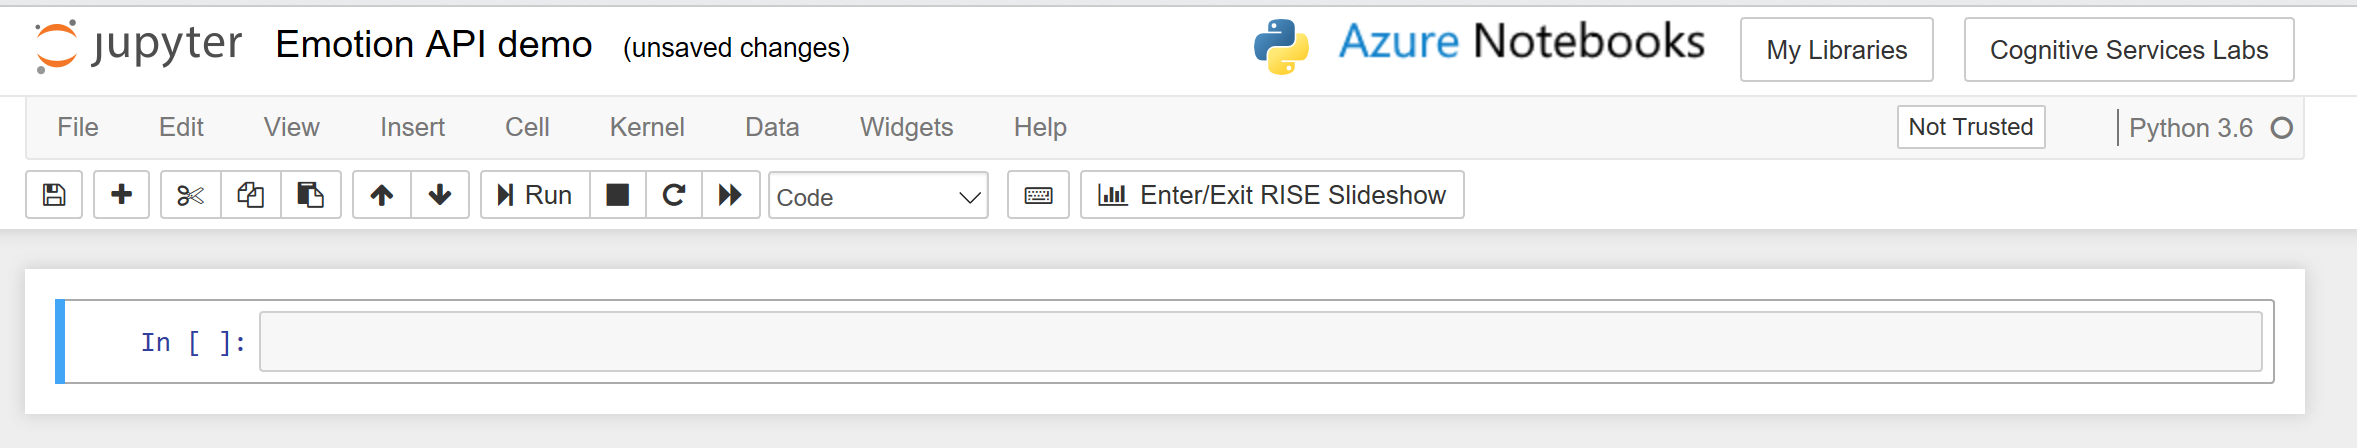 jupyter Emotion API demo (unsaved changes) Azure Notebooks My Libraries Cognitive Services Labs
File Edit View Insert Cell Kernel Data Widgets Help Not Trusted Python 3.6
Run Code Enter/Exit RISE Slideshow
In [ ]: